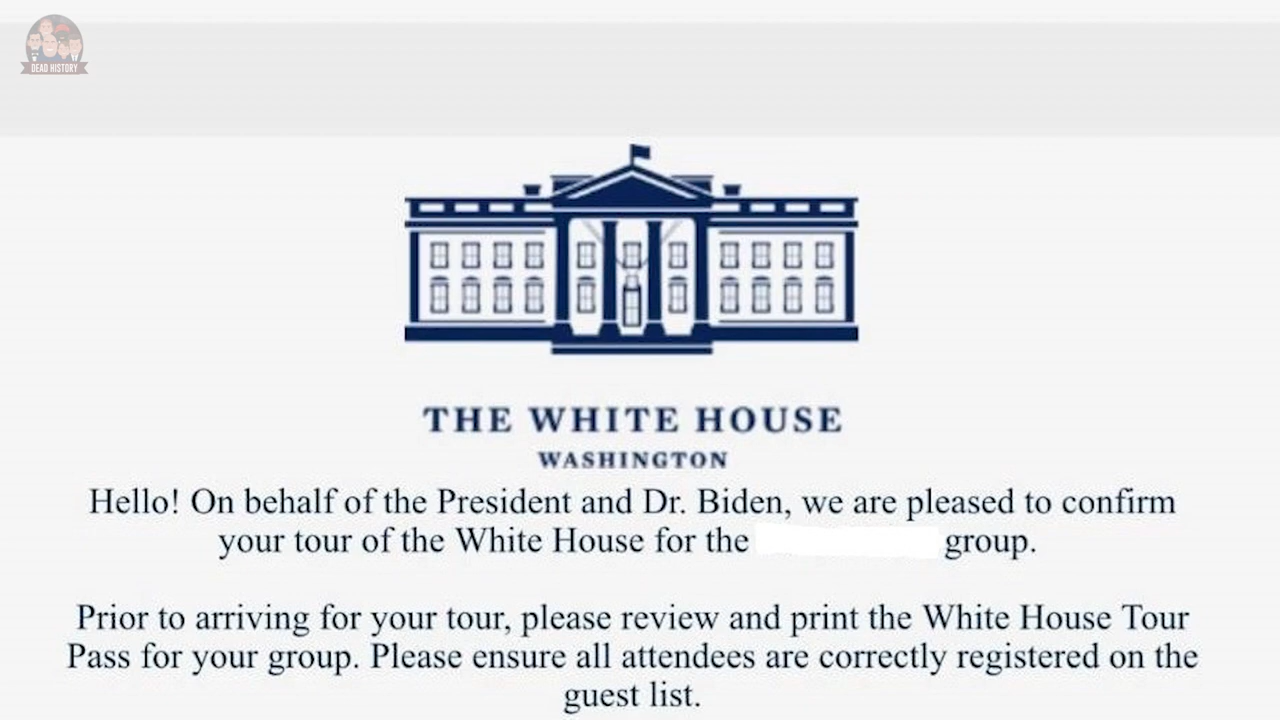 DEAD HISTORY
THE WHITE HOUSE
WASHINGTON
Hello! On behalf of the President and Dr. Biden, we are pleased to confirm
your tour of the White House for the group.
Prior to arriving for your tour, please review and print the White House Tour
Pass for your group. Please ensure all attendees are correctly registered on the
guest list.